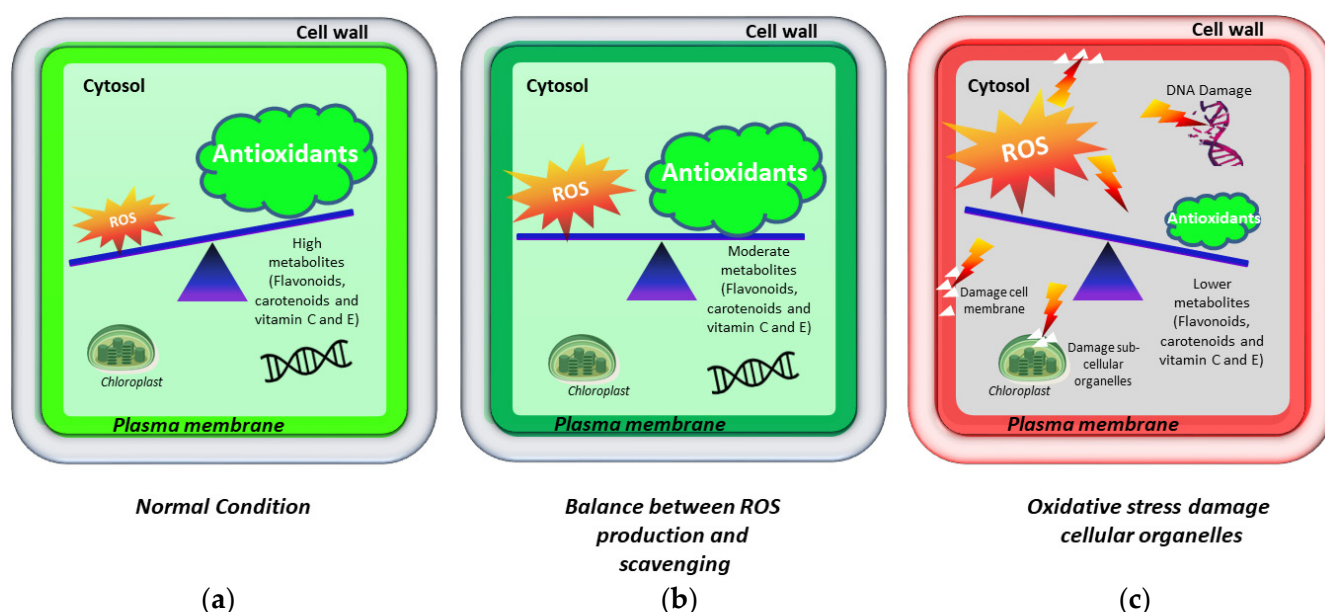 Cell wall
Cytosol
Antioxidants
ROS
High
metabolites
(Flavonoids,
carotenoids and
vitamin C and E)
Chloroplast
Plasma membrane
Normal Condition
(a)
Cell wall
Cytosol
Antioxidants
ROS
Moderate
metabolites
(Flavonoids,
carotenoids and
vitamin C and E)
Chloroplast
Plasma membrane
Balance between ROS
production and
scavenging
(b)
Cell wall
Cytosol
DNA Damage
ROS
Antioxidants
Damage cell
membrane
Lower
metabolites
(Flavonoids,
carotenoids and
vitamin C and E)
Damage sub-
cellular
organelles
Chloroplast
Plasma membrane
Oxidative stress damage
cellular organelles
(c)